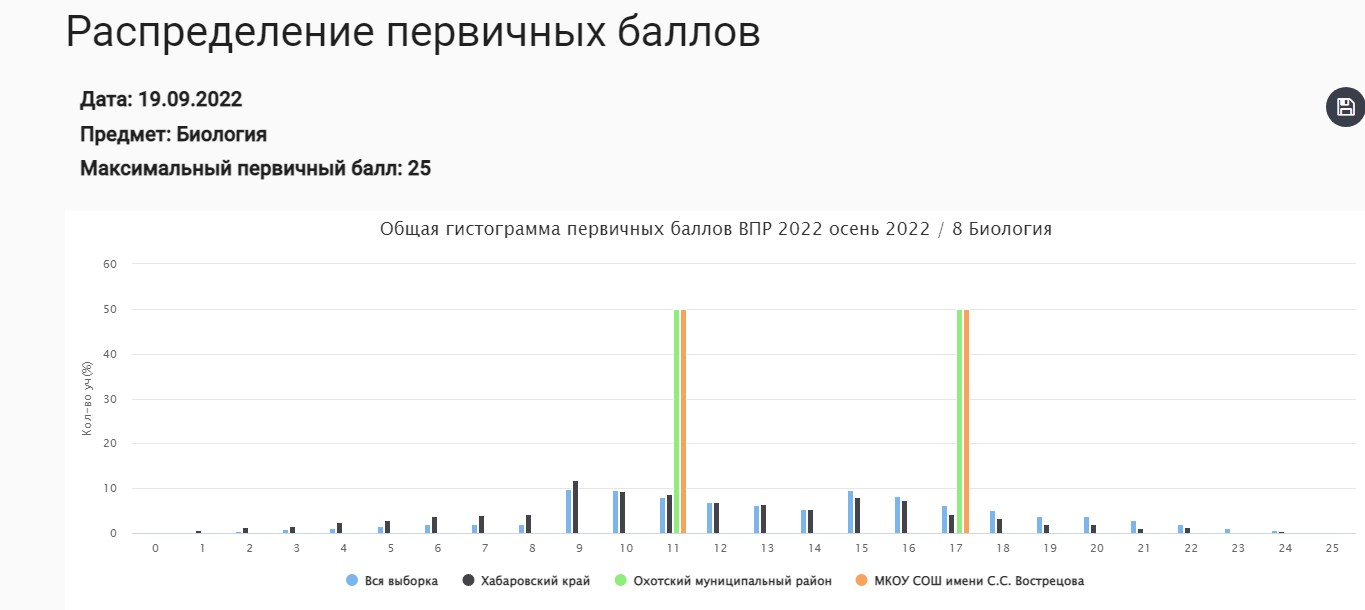 Распределение первичных баллов
Дата: 19.09.2022
Предмет: Биология
Максимальный первичный балл: 25
Общая гистограмма первичных баллов ВПР 2022 осень 2022 / 8 Биология
60
50
40
30
20
10
0
Кол-во уч(%)
0 1 2 3 4 5 6 7 8 9 10 11 12 13 14 15 16 17 18 19 20 21 22 23 24 25
Вся выборка Хабаровский край Охотский муниципальный район МКОУ СОШ имени С.С. Вострецова